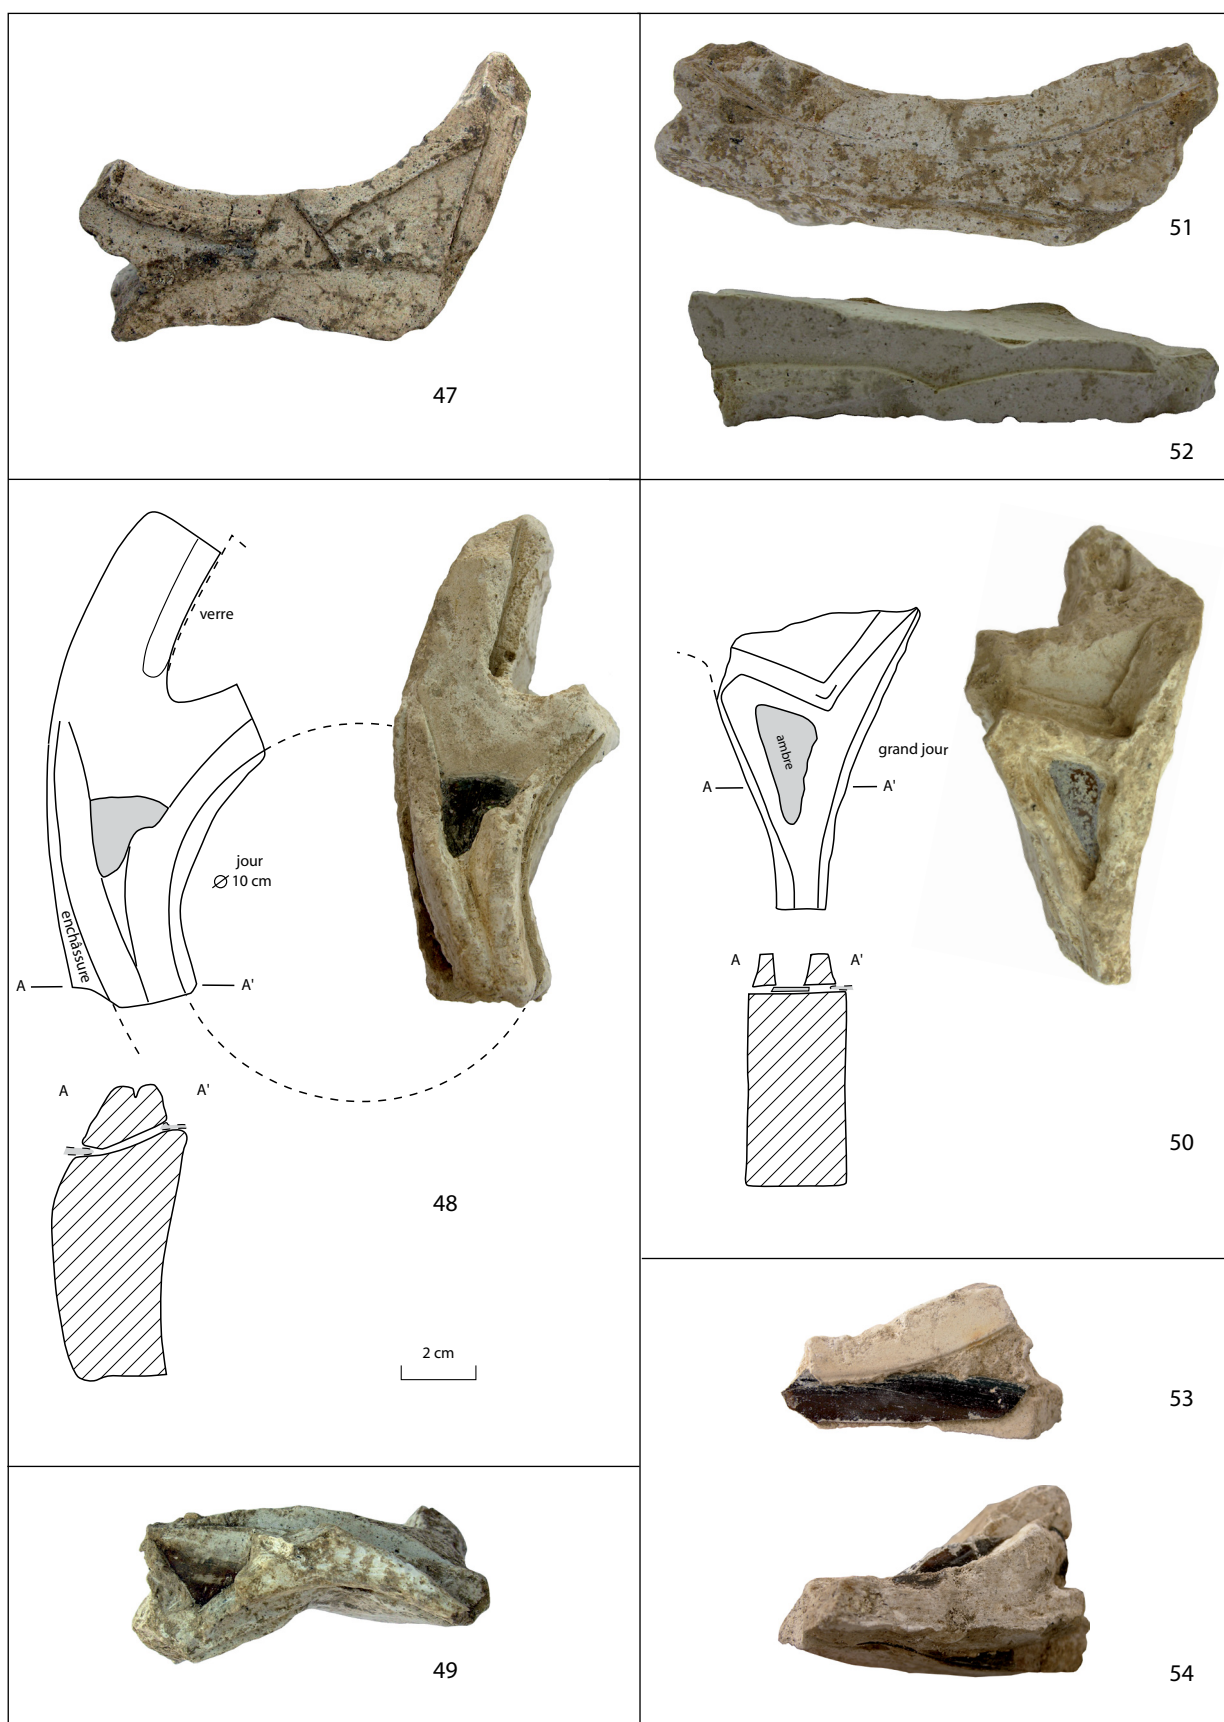 47
51
52
verre
jour
⌀ 10 cm
enchâssure
A
A'
A
A'
48
2 cm
ambre
grand jour
A
A'
A
A'
50
53
49
54